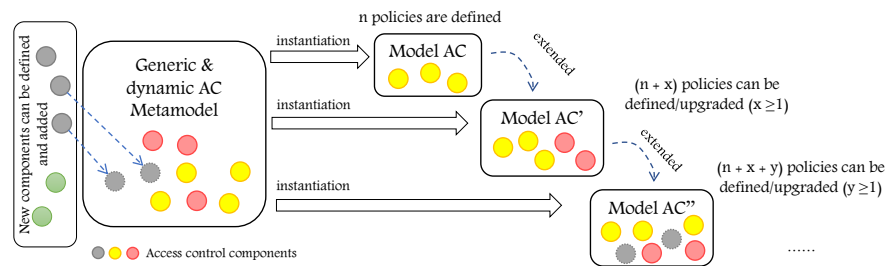 New components can be defined
and added
Generic &
dynamic AC
Metamodel
n policies are defined
instantiation
Model AC
extended
instantiation
Model AC'
(n + x) policies can be
defined/upgraded (x ≥1)
extended
instantiation
Model AC''
(n + x + y) policies can be
defined/upgraded (y ≥1)
......
Access control components